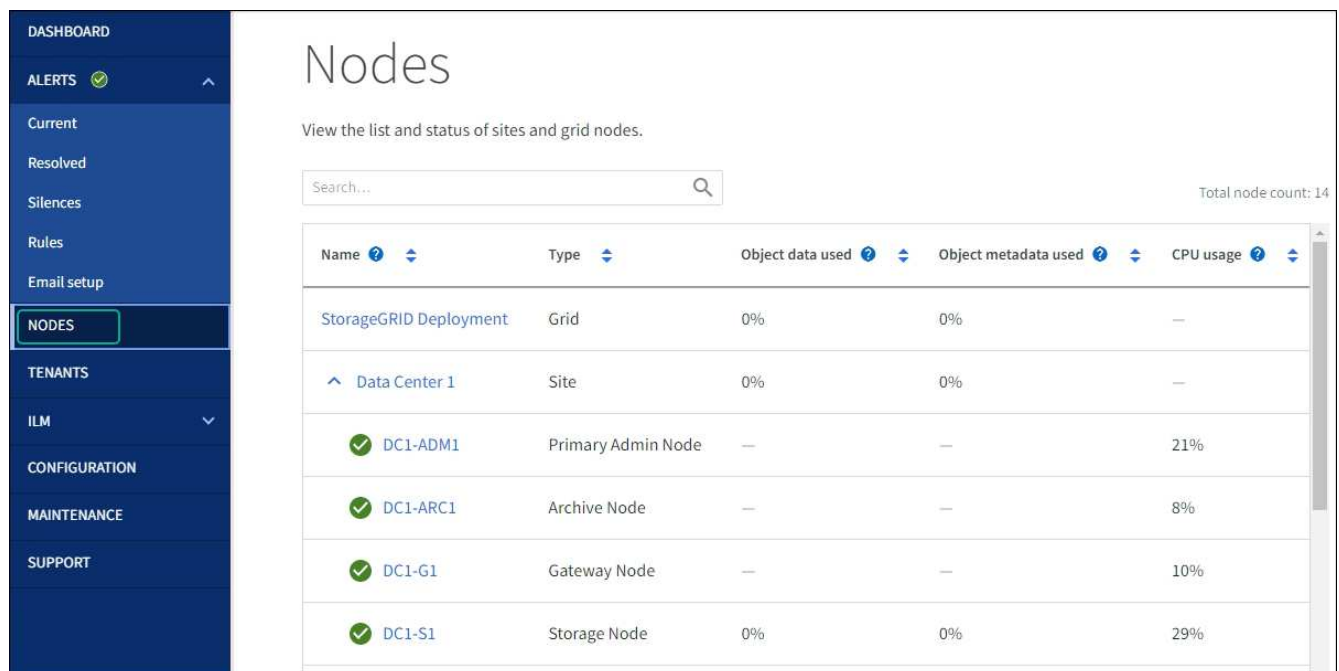 DASHBOARD
ALERTS
Current
Resolved
Silences
Rules
Email setup
NODES
TENANTS
ILM
CONFIGURATION
MAINTENANCE
SUPPORT
Nodes
View the list and status of sites and grid nodes.
Search...
Total node count: 14
Name ? Type Object data used ? Object metadata used ? CPU usage ?
StorageGRID Deployment Grid 0% 0% —
Data Center 1 Site 0% 0% —
DC1-ADM1 Primary Admin Node — — 21%
DC1-ARC1 Archive Node — — 8%
DC1-G1 Gateway Node — — 10%
DC1-S1 Storage Node 0% 0% 29%